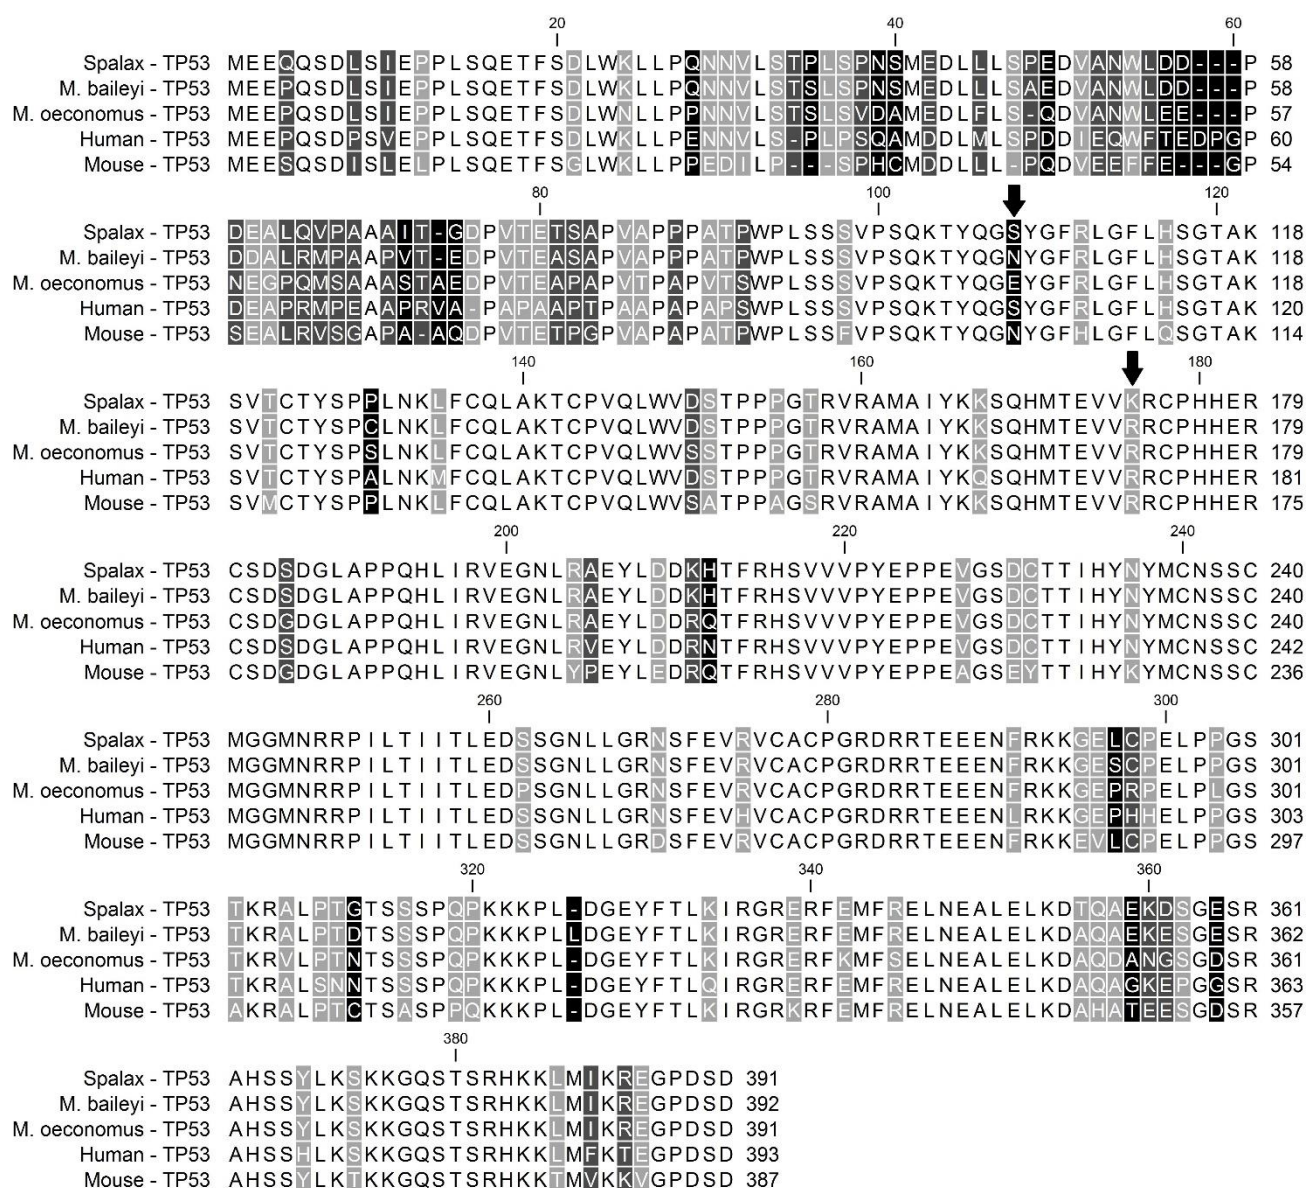 20 40 60
Spalax - TP53 MEEQQSDLSIEPPLSQETFSDLWKLLPQNNVLSTPLSPNSMEDLLLSPEDVANWLDD---P 58
M. baileyi - TP53 MEEPQSDLSIEPPLSQETFSDLWKLLPQNNVLSTSLSPNSMEDLLLSAEDVANWLDD---P 58
M. oeconomus - TP53 MEEPQSDLSIEPPLSQETFSDLWNLLPPNNVLSTSLSVDAMEDLFLS-QDVANWLEE---P 57
Human - TP53 MEEPQSDPSVEPPLSQETFSDLWKLLPENNVLS-PLPSQAMDDLMLSPDDIEQWFTEDPGP 60
Mouse - TP53 MEESQSDISLELPLSQETFSGLWKLLPPEDILP---SPHCMDDLLL-PQDVEEFFE---GP 54
80 100 120
Spalax - TP53 DEALQVPAAAIT-GDPVTETSAPVAPPPATPWPLSSSVPSQKTYQGSYGFRLGFLHSGTAK 118
M. baileyi - TP53 DDALRMPAAPVT-EDPVTEASAPVAPPPATPWPLSSSVPSQKTYQGNYGFRLGFLHSGTAK 118
M. oeconomus - TP53 NEGPQMSAAASTAEDPVTEAPAPVTPAPVTSWPLSSSVPSQKTYQGEYGFRLGFLHSGTAK 118
Human - TP53 DEAPRMPEAAPRVA-PAPAAPTPAAPAPAPSWPLSSSVPSQKTYQGSYGFRLGFLHSGTAK 120
Mouse - TP53 SEALRVSGAPA-AQDPVTETPGPVAPAPATPWPLSSFVPSQKTYQGNYGFHLGFLQSGTAK 114
140 160 180
Spalax - TP53 SVTCTYSPPLNKLFCQLAKTCPVQLWVDSTPPPGTRVRAMAIYKKSQHMTEVVKRCPHHER 179
M. baileyi - TP53 SVTCTYSPCLNKLFCQLAKTCPVQLWVDSTPPPGTRVRAMAIYKKSQHMTEVVRRCPHHER 179
M. oeconomus - TP53 SVTCTYSPSLNKLFCQLAKTCPVQLWVSSTPPPGTRVRAMAIYKKSQHMTEVVRRCPHHER 179
Human - TP53 SVTCTYSPALNKMFCQLAKTCPVQLWVDSTPPPGTRVRAMAIYKQSQHMTEVVRRCPHHER 181
Mouse - TP53 SVMCTYSPPLNKLFCQLAKTCPVQLWVSATPPAGSRVRAMAIYKKSQHMTEVVRRCPHHER 175
200 220 240
Spalax - TP53 CSDSDGLAPPQHLIRVEGNLRAEYLDDKHTFRHSVVVPYEPPEVGSDCTTIHYNYMCNSSC 240
M. baileyi - TP53 CSDSDGLAPPQHLIRVEGNLRAEYLDDKHTFRHSVVVPYEPPEVGSDCTTIHYNYMCNSSC 240
M. oeconomus - TP53 CSDGDGLAPPQHLIRVEGNLRAEYLDDRQTFRHSVVVPYEPPEVGSDCTTIHYNYMCNSSC 240
Human - TP53 CSDSDGLAPPQHLIRVEGNLRVEYLDDRNTFRHSVVVPYEPPEVGSDCTTIHYNYMCNSSC 242
Mouse - TP53 CSDGDGLAPPQHLIRVEGNLYPEYLEDRQTFRHSVVVPYEPPEAGSEYTTIHYKYMCNSSC 236
260 280 300
Spalax - TP53 MGGMNRRPILTIITLEDSSGNLLGRNSFEVRVCACPGRDRRTEEENFRKKGELCPELPPGS 301
M. baileyi - TP53 MGGMNRRPILTIITLEDSSGNLLGRNSFEVRVCACPGRDRRTEEENFRKKGESCPELPPGS 301
M. oeconomus - TP53 MGGMNRRPILTIITLEDPSGNLLGRNSFEVRVCACPGRDRRTEEENFRKKGEPRPELPLGS 301
Human - TP53 MGGMNRRPILTIITLEDSSGNLLGRNSFEVHVCACPGRDRRTEEENLRKKGEPHHELPPGS 303
Mouse - TP53 MGGMNRRPILTIITLEDSSGNLLGRDSFEVRVCACPGRDRRTEEENFRKKEVLCPELPPGS 297
320 340 360
Spalax - TP53 TKRALPTGTSSSPQPKKKPL-DGEYFTLKIRGRERFEMFRELNEALELKDTQAEKDSGESR 361
M. baileyi - TP53 TKRALPTDTSSSPQPKKKPLLDGEYFTLKIRGRERFEMFRELNEALELKDAQAEKESGESR 362
M. oeconomus - TP53 TKRVLPTNTSSSPQPKKKPL-DGEYFTLKIRGRERFKMFSELNEALELKDAQDANGSGDSR 361
Human - TP53 TKRALSNNTSSSPQPKKKPL-DGEYFTLQIRGRERFEMFRELNEALELKDAQAGKEPGGSR 363
Mouse - TP53 AKRALPTCTSASPPQKKKPL-DGEYFTLKIRGRKRFEMFRELNEALELKDAHATEESGDSR 357
380
Spalax - TP53 AHSSYLKSKKGQSTSRHKKLMIKREGPDSD 391
M. baileyi - TP53 AHSSYLKSKKGQSTSRHKKLMIKREGPDSD 392
M. oeconomus - TP53 AHSSYLKSKKGQSTSRHKKLMIKREGPDSD 391
Human - TP53 AHSSHLKSKKGQSTSRHKKLMFKTEGPDSD 393
Mouse - TP53 AHSSYLKTKKGQSTSRHKKTMVKKVGPDSD 387